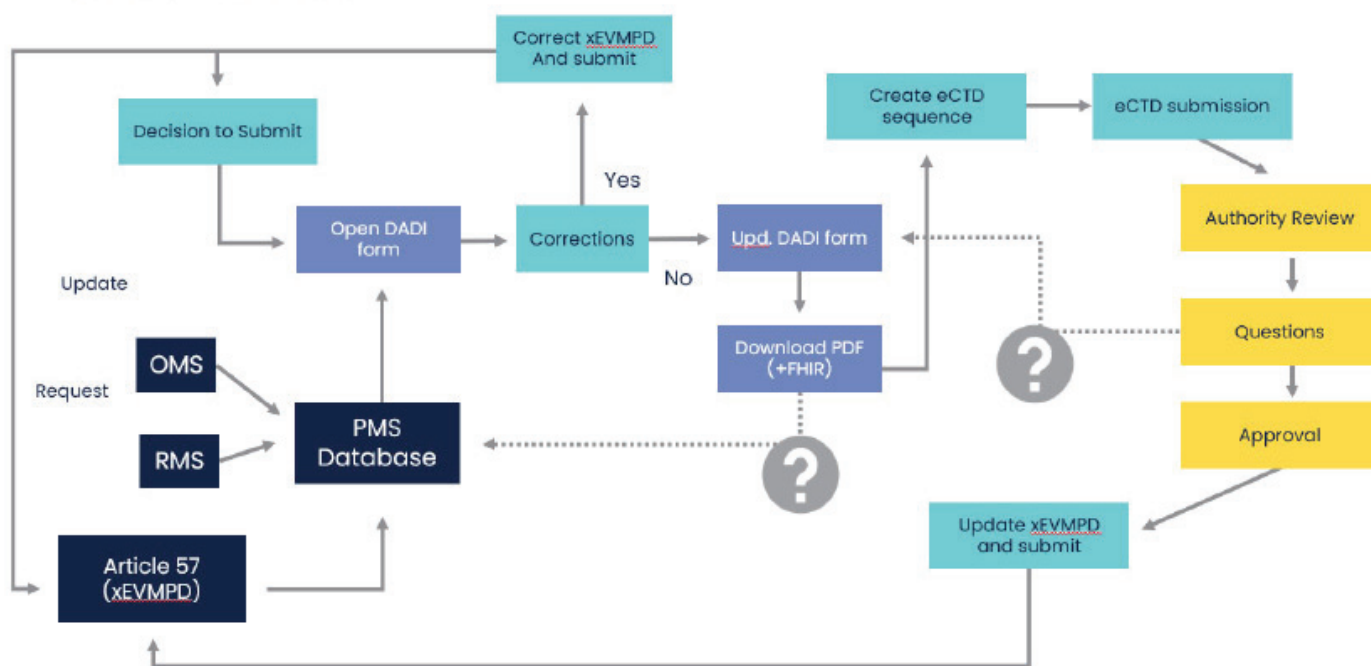 Correct xEVMPD
And submit
Decision to Submit
Create eCTD
sequence
eCTD submission
Yes
Open DADI
form
Corrections
Upd. DADI form
Authority Review
No
Update
Questions
OMS
Download PDF
(+FHIR)
?
Request
PMS
Database
Approval
RMS
?
Update xEVMPD
and submit
Article 57
(xEVMPD)